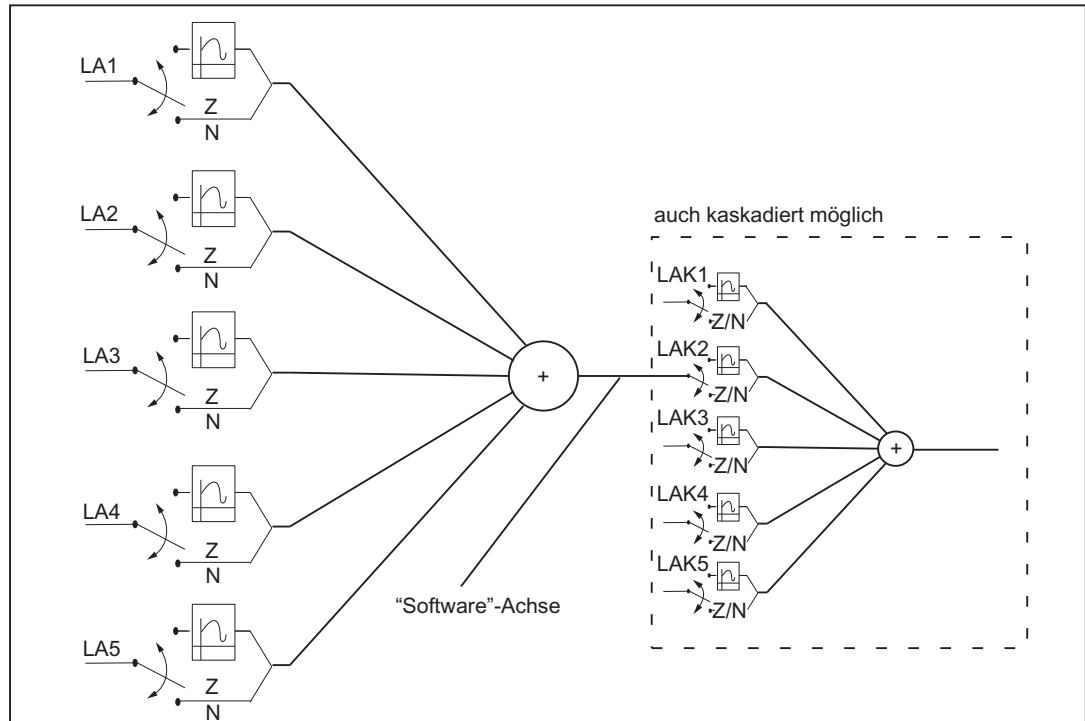 LA1
Z
N
LA2
Z
N
LA3
Z
N
LA4
Z
N
LA5
Z
N
+
“Software”-Achse
auch kaskadiert möglich
LAK1
Z/N
LAK2
Z/N
LAK3
Z/N
LAK4
Z/N
LAK5
Z/N
+